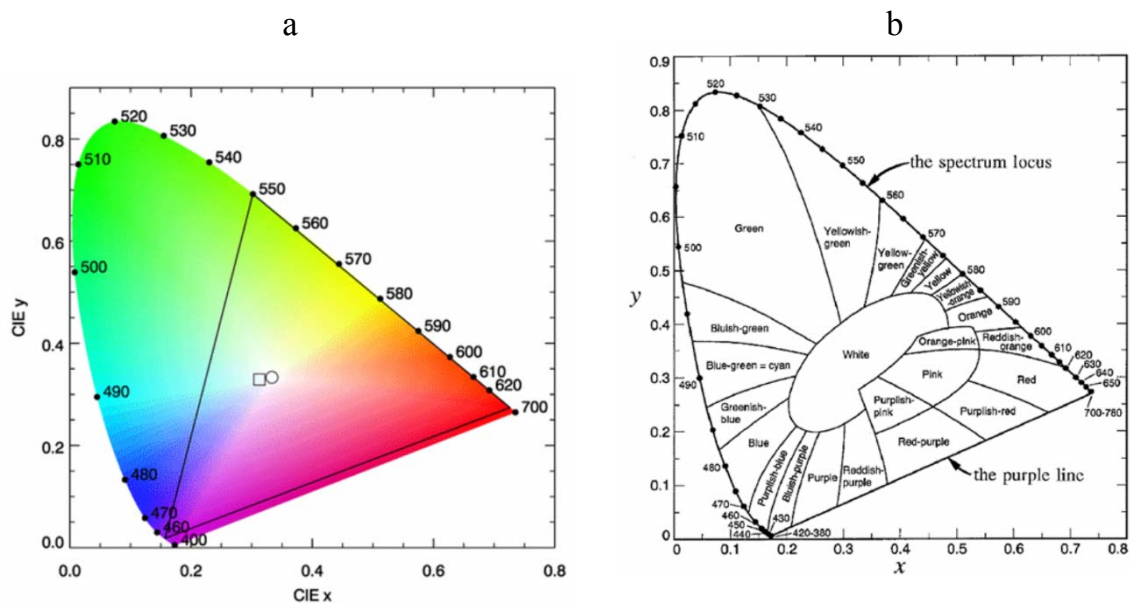 a
b
520
530
540
550
560
570
580
590
600
610
620
700
510
500
490
480
470
460
400
0.8
0.6
0.4
0.2
0.0
0.0
0.2
0.4
0.6
0.8
CIE y
CIE x
0.9
0.8
0.7
0.6
0.5
0.4
0.3
0.2
0.1
0
0
0.1
0.2
0.3
0.4
0.5
0.6
0.7
0.8
y
x
520
530
540
550
560
570
580
590
600
610
620
630
640
650
700-780
510
500
490
480
470
460
450
440
430
420-380
the spectrum locus
the purple line
Green
Yellowish-
green
Yellow-
green
Greenish-
yellow
Yellow
Yellowish-
orange
Orange
Reddish-
orange
Orange-pink
Bluish-green
White
Blue-green = cyan
Pink
Red
Greenish-
blue
Purplish-
pink
Purplish-red
Blue
Red-purple
Purplish-blue
Bluish-purple
Purple
Reddish-
purple